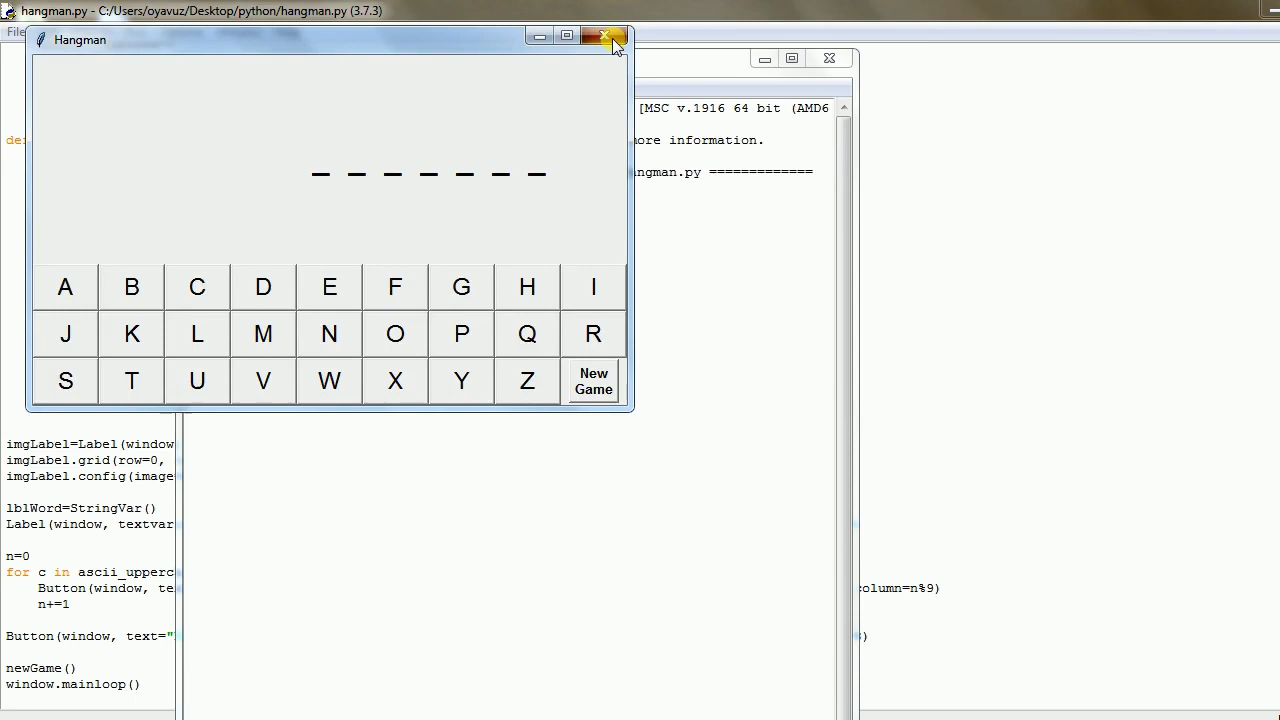 hangman.py - C:/Users/oyavuz/Desktop/python/hangman.py (3.7.3)
File
Hangman
[MSC v.1916 64 bit (AMD6
more information.
ngman.py =============
_ _ _ _ _ _ _
A B C D E F G H I
J K L M N O P Q R
S T U V W X Y Z New
Game
imgLabel=Label(window
imgLabel.grid(row=0,
imgLabel.config(image
lblWord=StringVar()
Label(window, textvar
n=0
for c in ascii_upperc
Button(window, te column=n%9)
n+=1
Button(window, text=" )
newGame()
window.mainloop()